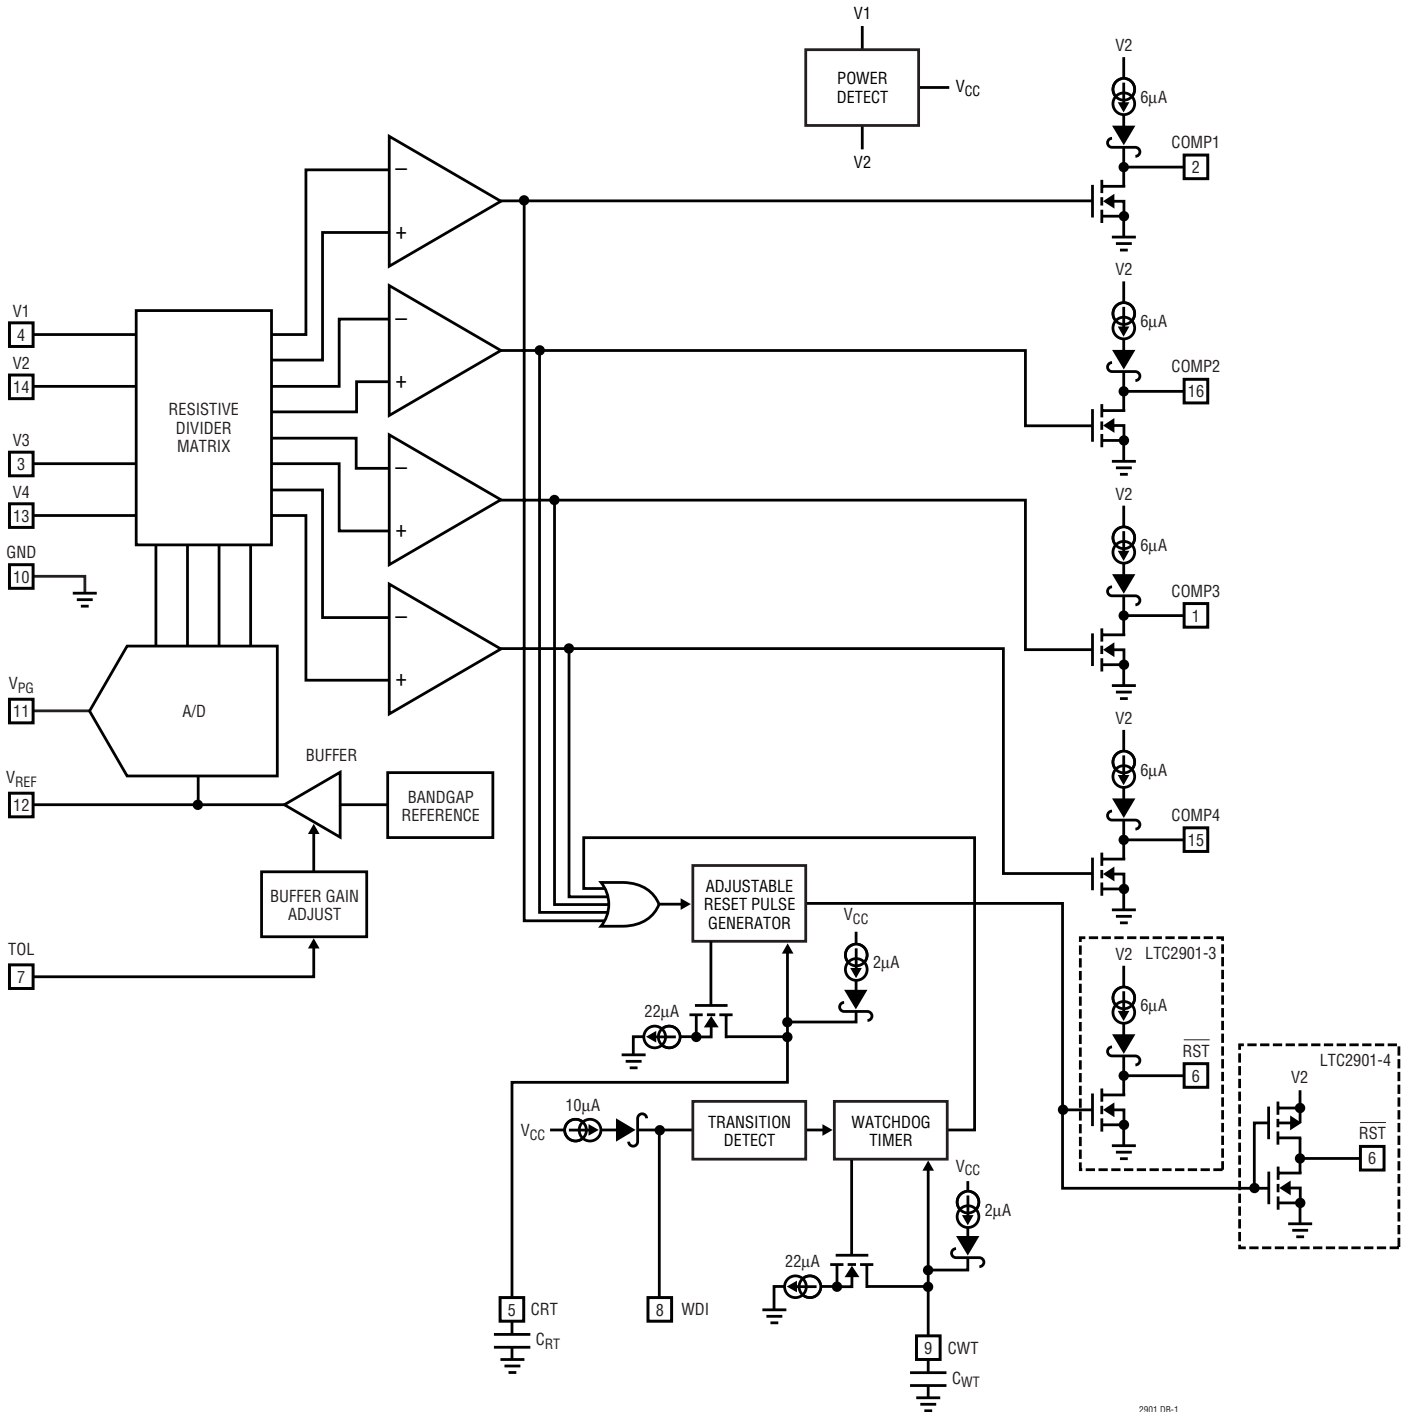 V1
POWER
DETECT
VCC
V2
V2
6µA
COMP1
2
−
+
V2
6µA
COMP2
16
−
+
V1
4
V2
14
V3
3
V4
13
GND
10
RESISTIVE
DIVIDER
MATRIX
−
+
V2
6µA
COMP3
1
−
+
VPG
11
A/D
V2
6µA
COMP4
15
VREF
12
BUFFER
BANDGAP
REFERENCE
BUFFER GAIN
ADJUST
TOL
7
ADJUSTABLE
RESET PULSE
GENERATOR
VCC
2µA
22µA
LTC2901-3
V2
6µA
RST
6
LTC2901-4
V2
RST
6
10µA
VCC
TRANSITION
DETECT
WATCHDOG
TIMER
VCC
2µA
22µA
5 CRT
CRT
8 WDI
9 CWT
CWT
2901 DB-1